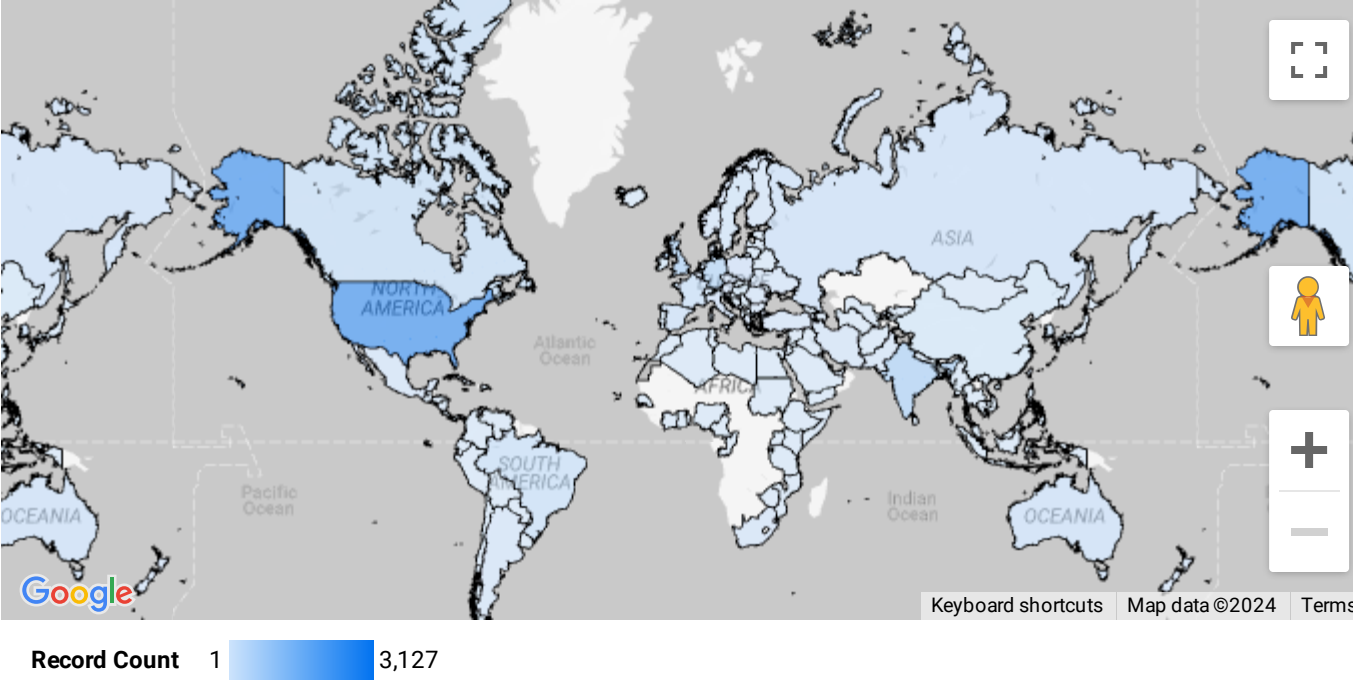 ASIA
NORTH
AMERICA
Atlantic
Ocean
AFRICA
SOUTH
AMERICA
Pacific
Ocean
Indian
Ocean
OCEANIA
OCEANIA
Google
Keyboard shortcuts
Map data ©2024
Terms
Record Count 1 3,127